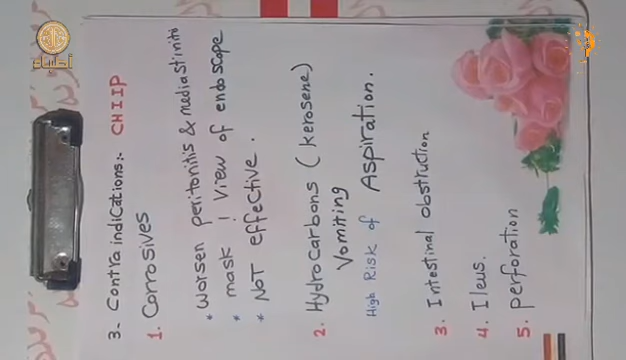 3- Contraindications:- CHIIP
1. Corrosives
* worsen peritonitis & mediastinitis
* mask ! View of endoscope
* NOT effective.
2. Hydrocarbons ( kerosene)
Vomiting
High Risk of Aspiration.
3. Intestinal obstruction
4. Ileus.
5. perforation
أطباء